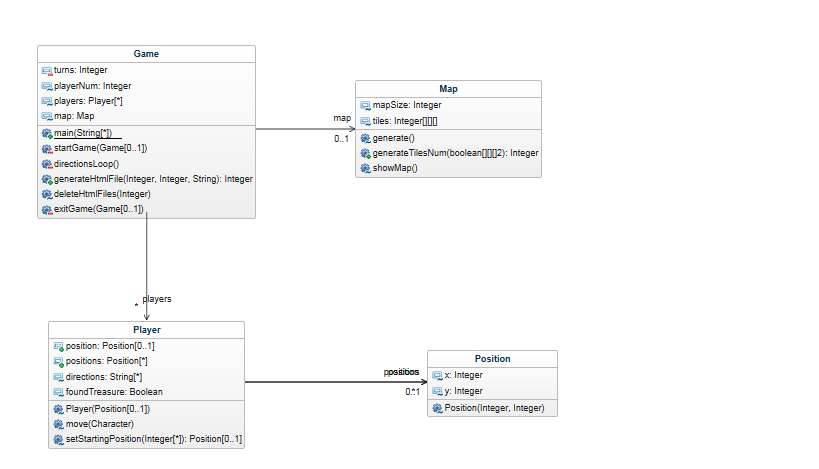 Game
turns: Integer
playerNum: Integer
players: Player[*]
map: Map
main(String[*])
startGame(Game[0..1])
directionsLoop()
generateHtmlFile(Integer, Integer, String): Integer
deleteHtmlFiles(Integer)
exitGame(Game[0..1])
map
0..1
Map
mapSize: Integer
tiles: Integer[][]
generate()
generateTilesNum(boolean[][][]2): Integer
showMap()
* players
Player
position: Position[0..1]
positions: Position[*]
directions: String[*]
foundTreasure: Boolean
Player(Position[0..1])
move(Character)
setStartingPosition(Integer[*]): Position[0..1]
Position
x: Integer
y: Integer
Position(Integer, Integer)